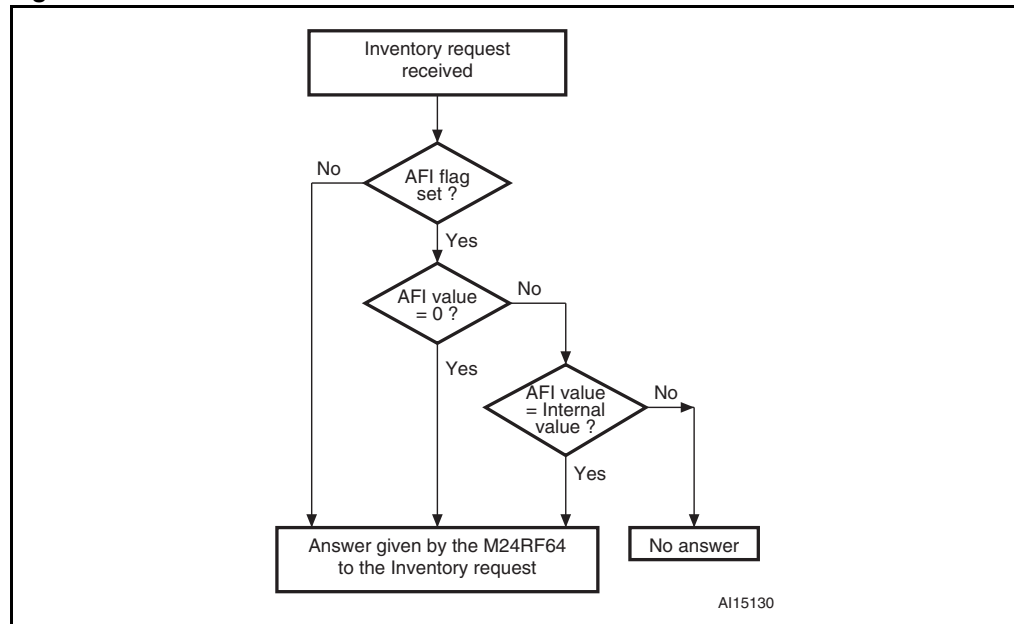 Inventory request
received
No
AFI flag
set ?
Yes
AFI value
= 0 ?
No
Yes
AFI value
= Internal
value ?
No
Yes
Answer given by the M24RF64
to the Inventory request
No answer
AI15130